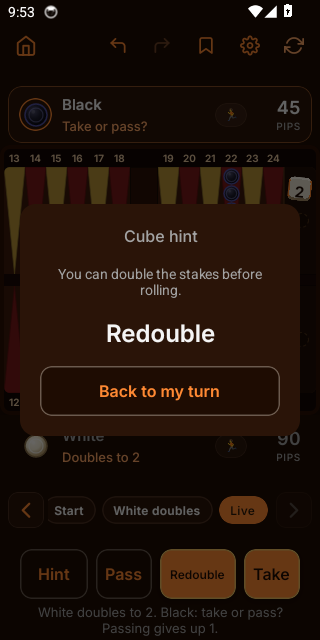 9:53
Black
Take or pass?
45
PIPS
13 14 15 16 17 18 19 20 21 22 23 24
2
Cube hint
You can double the stakes before
rolling.
Redouble
Back to my turn
12
White
Doubles to 2
90
PIPS
Start White doubles Live
Hint Pass Redouble Take
White doubles to 2. Black: take or pass?
Passing gives up 1.